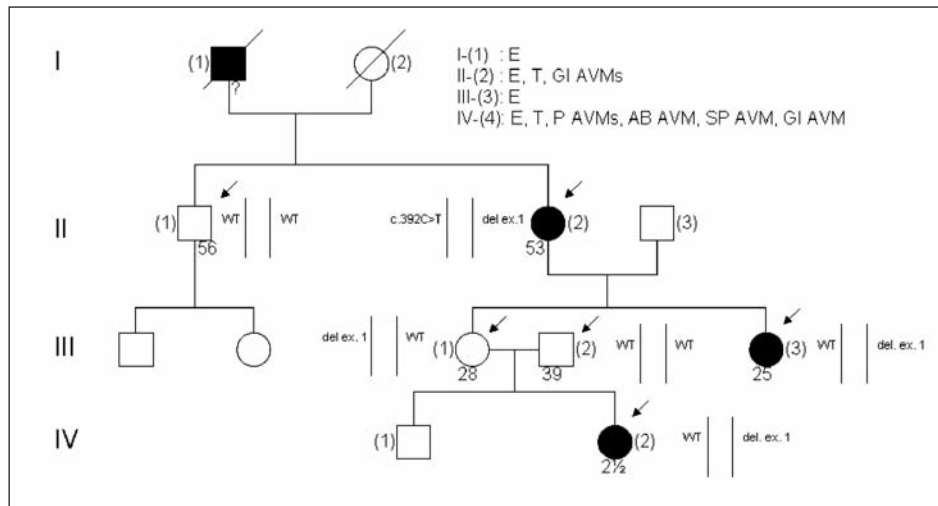 I
(1)
?
(2)
I-(1) : E
II-(2) : E, T, GI AVMs
III-(3): E
IV-(4): E, T, P AVMs, AB AVM, SP AVM, GI AVM
II
(1)
56
WT WT
c.392C>T del ex.1
53
(2)
(3)
III
del ex. 1 WT
(1)
28
39
(2)
WT WT
25
(3)
WT del. ex. 1
IV
(1)
2½
(2)
WT del. ex. 1